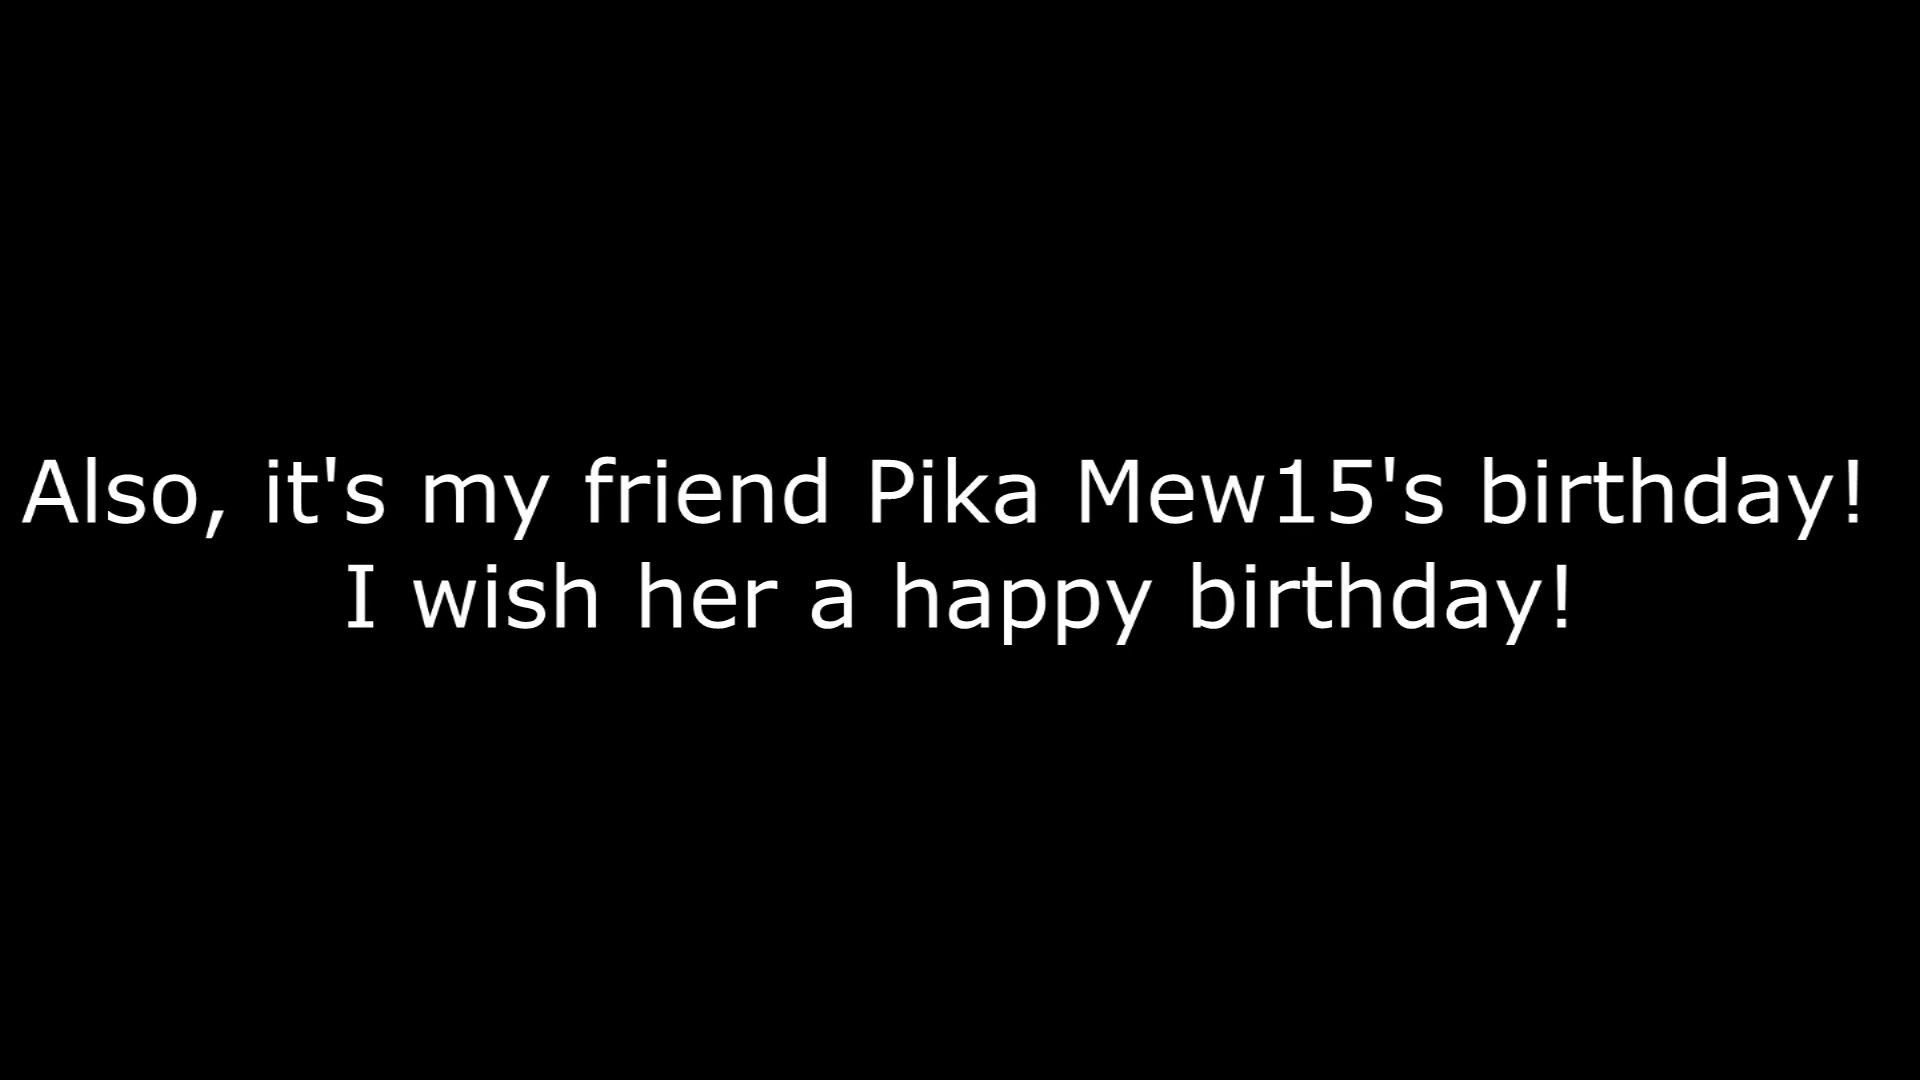 Also, it's my friend Pika Mew15's birthday!
I wish her a happy birthday!